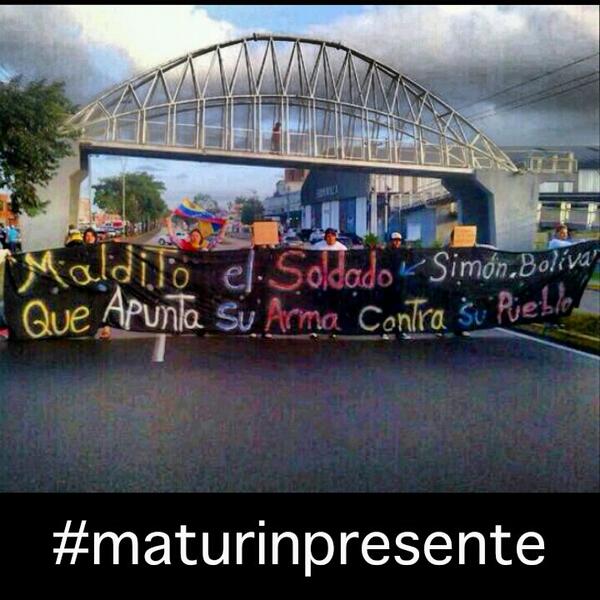 Maldito el Soldado Simón Bolívar
Que Apunta Su Arma Contra Su Pueblo
#maturinpresente